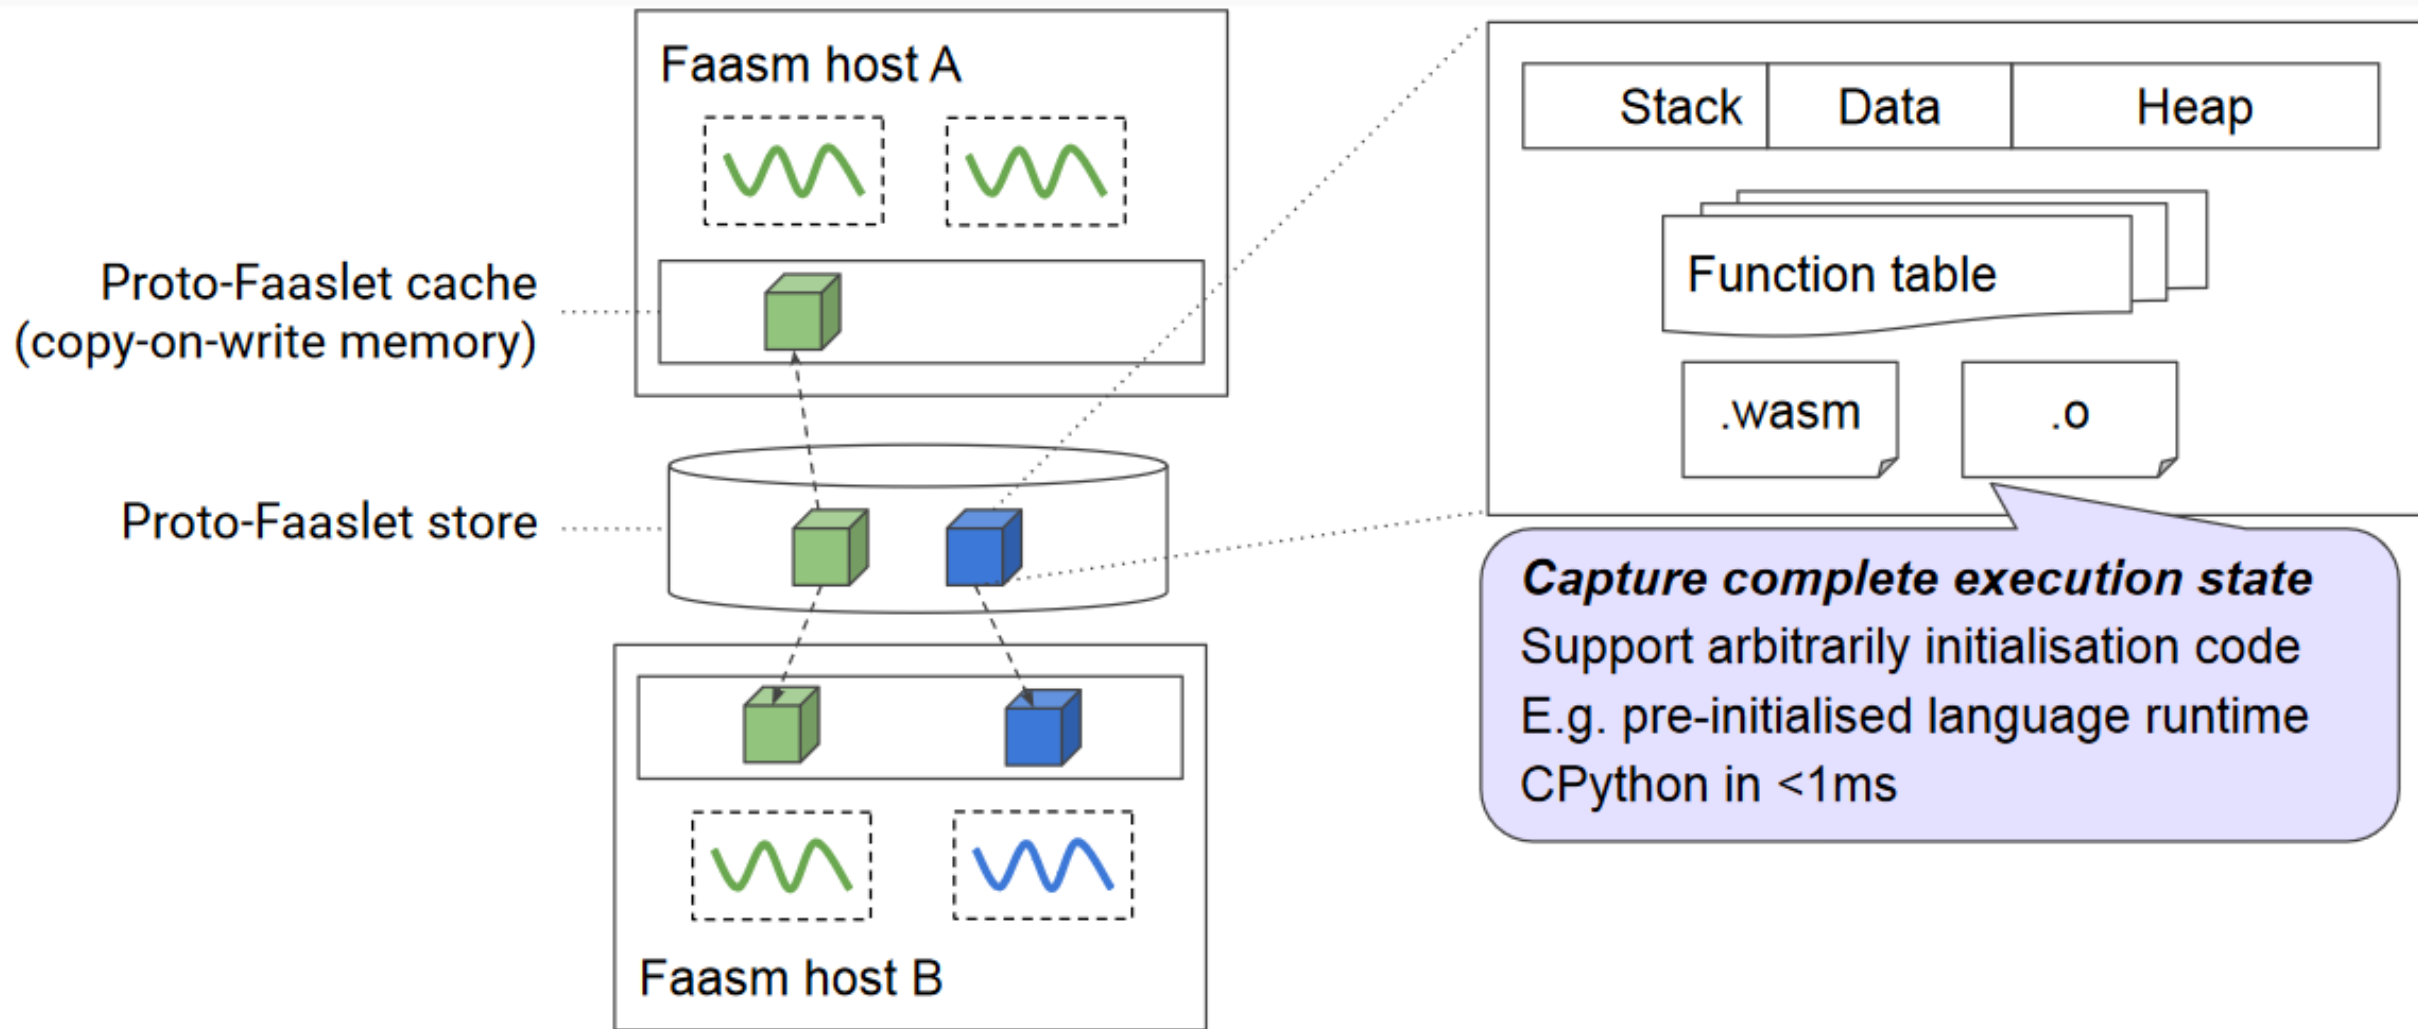 Faasm host A
Proto-Faaslet cache
(copy-on-write memory)
Proto-Faaslet store
Faasm host B
Stack
Data
Heap
Function table
.wasm
.o
Capture complete execution state
Support arbitrarily initialisation code
E.g. pre-initialised language runtime
CPython in <1ms